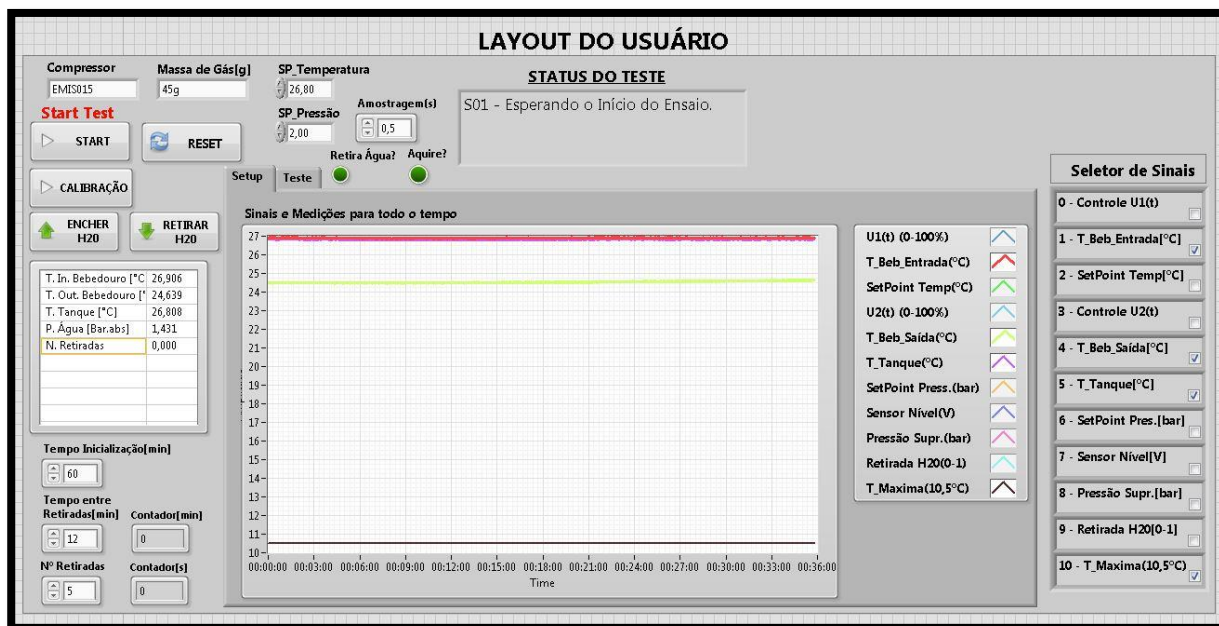 LAYOUT DO USUÁRIO
Compressor
EMIS015
Massa de Gás[g]
45g
SP_Temperatura
26,80
SP_Pressão
2,00
Amostragem(s)
0,5
STATUS DO TESTE
S01 - Esperando o Início do Ensaio.
Start Test
START
RESET
CALIBRAÇÃO
ENCHER
H20
RETIRAR
H20
Retira Água?
Aquire?
Setup
Teste
T. In. Bebedouro [°C 26,906
T. Out. Bebedouro [° 24,639
T. Tanque [°C] 26,808
P. Água [Bar.abs] 1,431
N. Retiradas 0,000
Tempo Inicialização[min]
60
Tempo entre
Retiradas[min]
12
Contador[min]
0
Nº Retiradas
5
Contador[s]
0
Sinais e Medições para todo o tempo
27
26
25
24
23
22
21
20
19
18
17
16
15
14
13
12
11
10
00:00:00 00:03:00 00:06:00 00:09:00 00:12:00 00:15:00 00:18:00 00:21:00 00:24:00 00:27:00 00:30:00 00:33:00 00:36:00
Time
U1(t) (0-100%)
T_Beb_Entrada(°C)
SetPoint Temp(°C)
U2(t) (0-100%)
T_Beb_Saída(°C)
T_Tanque(°C)
SetPoint Press.(bar)
Sensor Nível(V)
Pressão Supr.(bar)
Retirada H20(0-1)
T_Maxima(10,5°C)
Seletor de Sinais
0 - Controle U1(t)
1 - T_Beb_Entrada[°C]
2 - SetPoint Temp[°C]
3 - Controle U2(t)
4 - T_Beb_Saída[°C]
5 - T_Tanque[°C]
6 - SetPoint Pres.[bar]
7 - Sensor Nível[V]
8 - Pressão Supr.[bar]
9 - Retirada H20[0-1]
10 - T_Maxima(10,5°C)